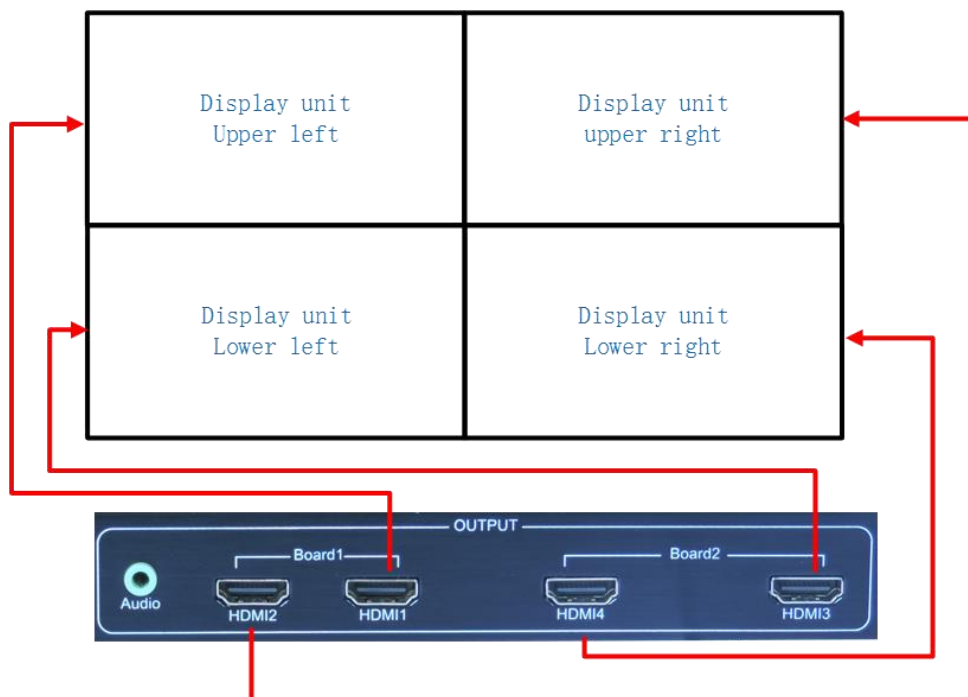 Display unit
Upper left
Display unit
upper right
Display unit
Lower left
Display unit
Lower right
OUTPUT
Board1
Board2
Audio
HDMI2
HDMI1
HDMI4
HDMI3